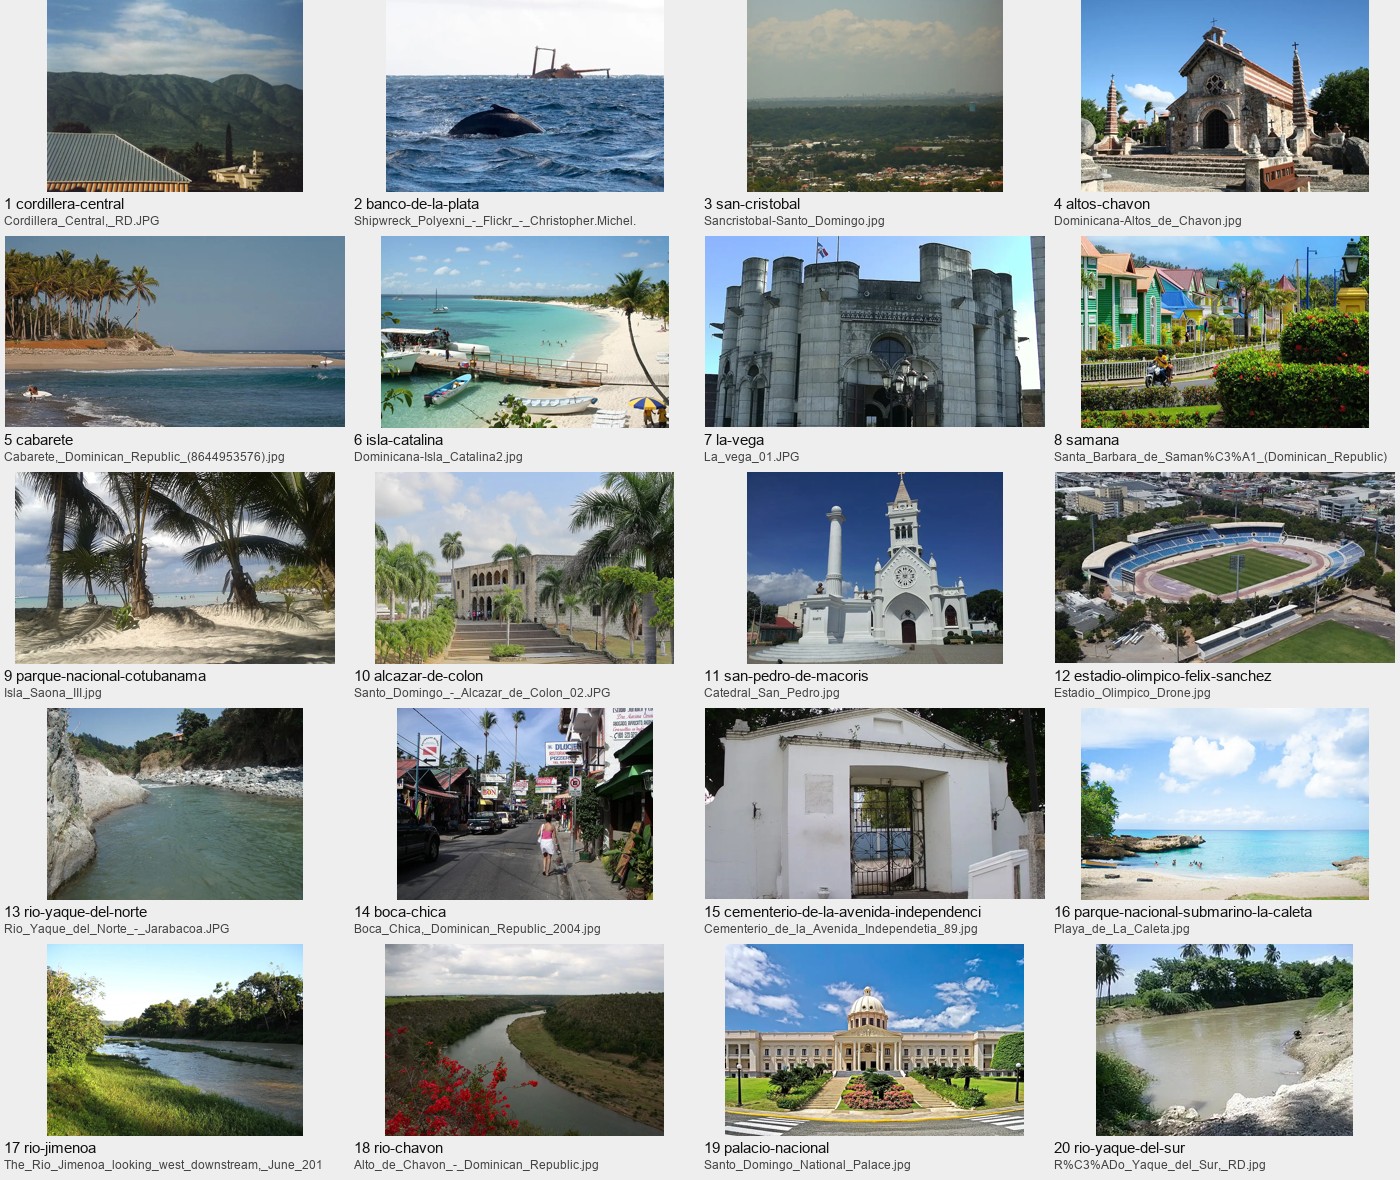 1 cordillera-central
Cordillera_Central,_RD.JPG
2 banco-de-la-plata
Shipwreck_Polyexni_-_Flickr_-_Christopher.Michel.
3 san-cristobal
Sancristobal-Santo_Domingo.jpg
4 altos-chavon
Dominicana-Altos_de_Chavon.jpg
5 cabarete
Cabarete,_Dominican_Republic_(8644953576).jpg
6 isla-catalina
Dominicana-Isla_Catalina2.jpg
7 la-vega
La_vega_01.JPG
8 samana
Santa_Barbara_de_Saman%C3%A1_(Dominican_Republic)
9 parque-nacional-cotubanama
Isla_Saona_III.jpg
10 alcazar-de-colon
Santo_Domingo_-_Alcazar_de_Colon_02.JPG
11 san-pedro-de-macoris
Catedral_San_Pedro.jpg
12 estadio-olimpico-felix-sanchez
Estadio_Olimpico_Drone.jpg
PIZZERIA
BON
13 rio-yaque-del-norte
Rio_Yaque_del_Norte_-_Jarabacoa.JPG
14 boca-chica
Boca_Chica,_Dominican_Republic_2004.jpg
15 cementerio-de-la-avenida-independenci
Cementerio_de_la_Avenida_Independetia_89.jpg
16 parque-nacional-submarino-la-caleta
Playa_de_La_Caleta.jpg
17 rio-jimenoa
The_Rio_Jimenoa_looking_west_downstream,_June_201
18 rio-chavon
Alto_de_Chavon_-_Dominican_Republic.jpg
19 palacio-nacional
Santo_Domingo_National_Palace.jpg
20 rio-yaque-del-sur
R%C3%ADo_Yaque_del_Sur,_RD.jpg